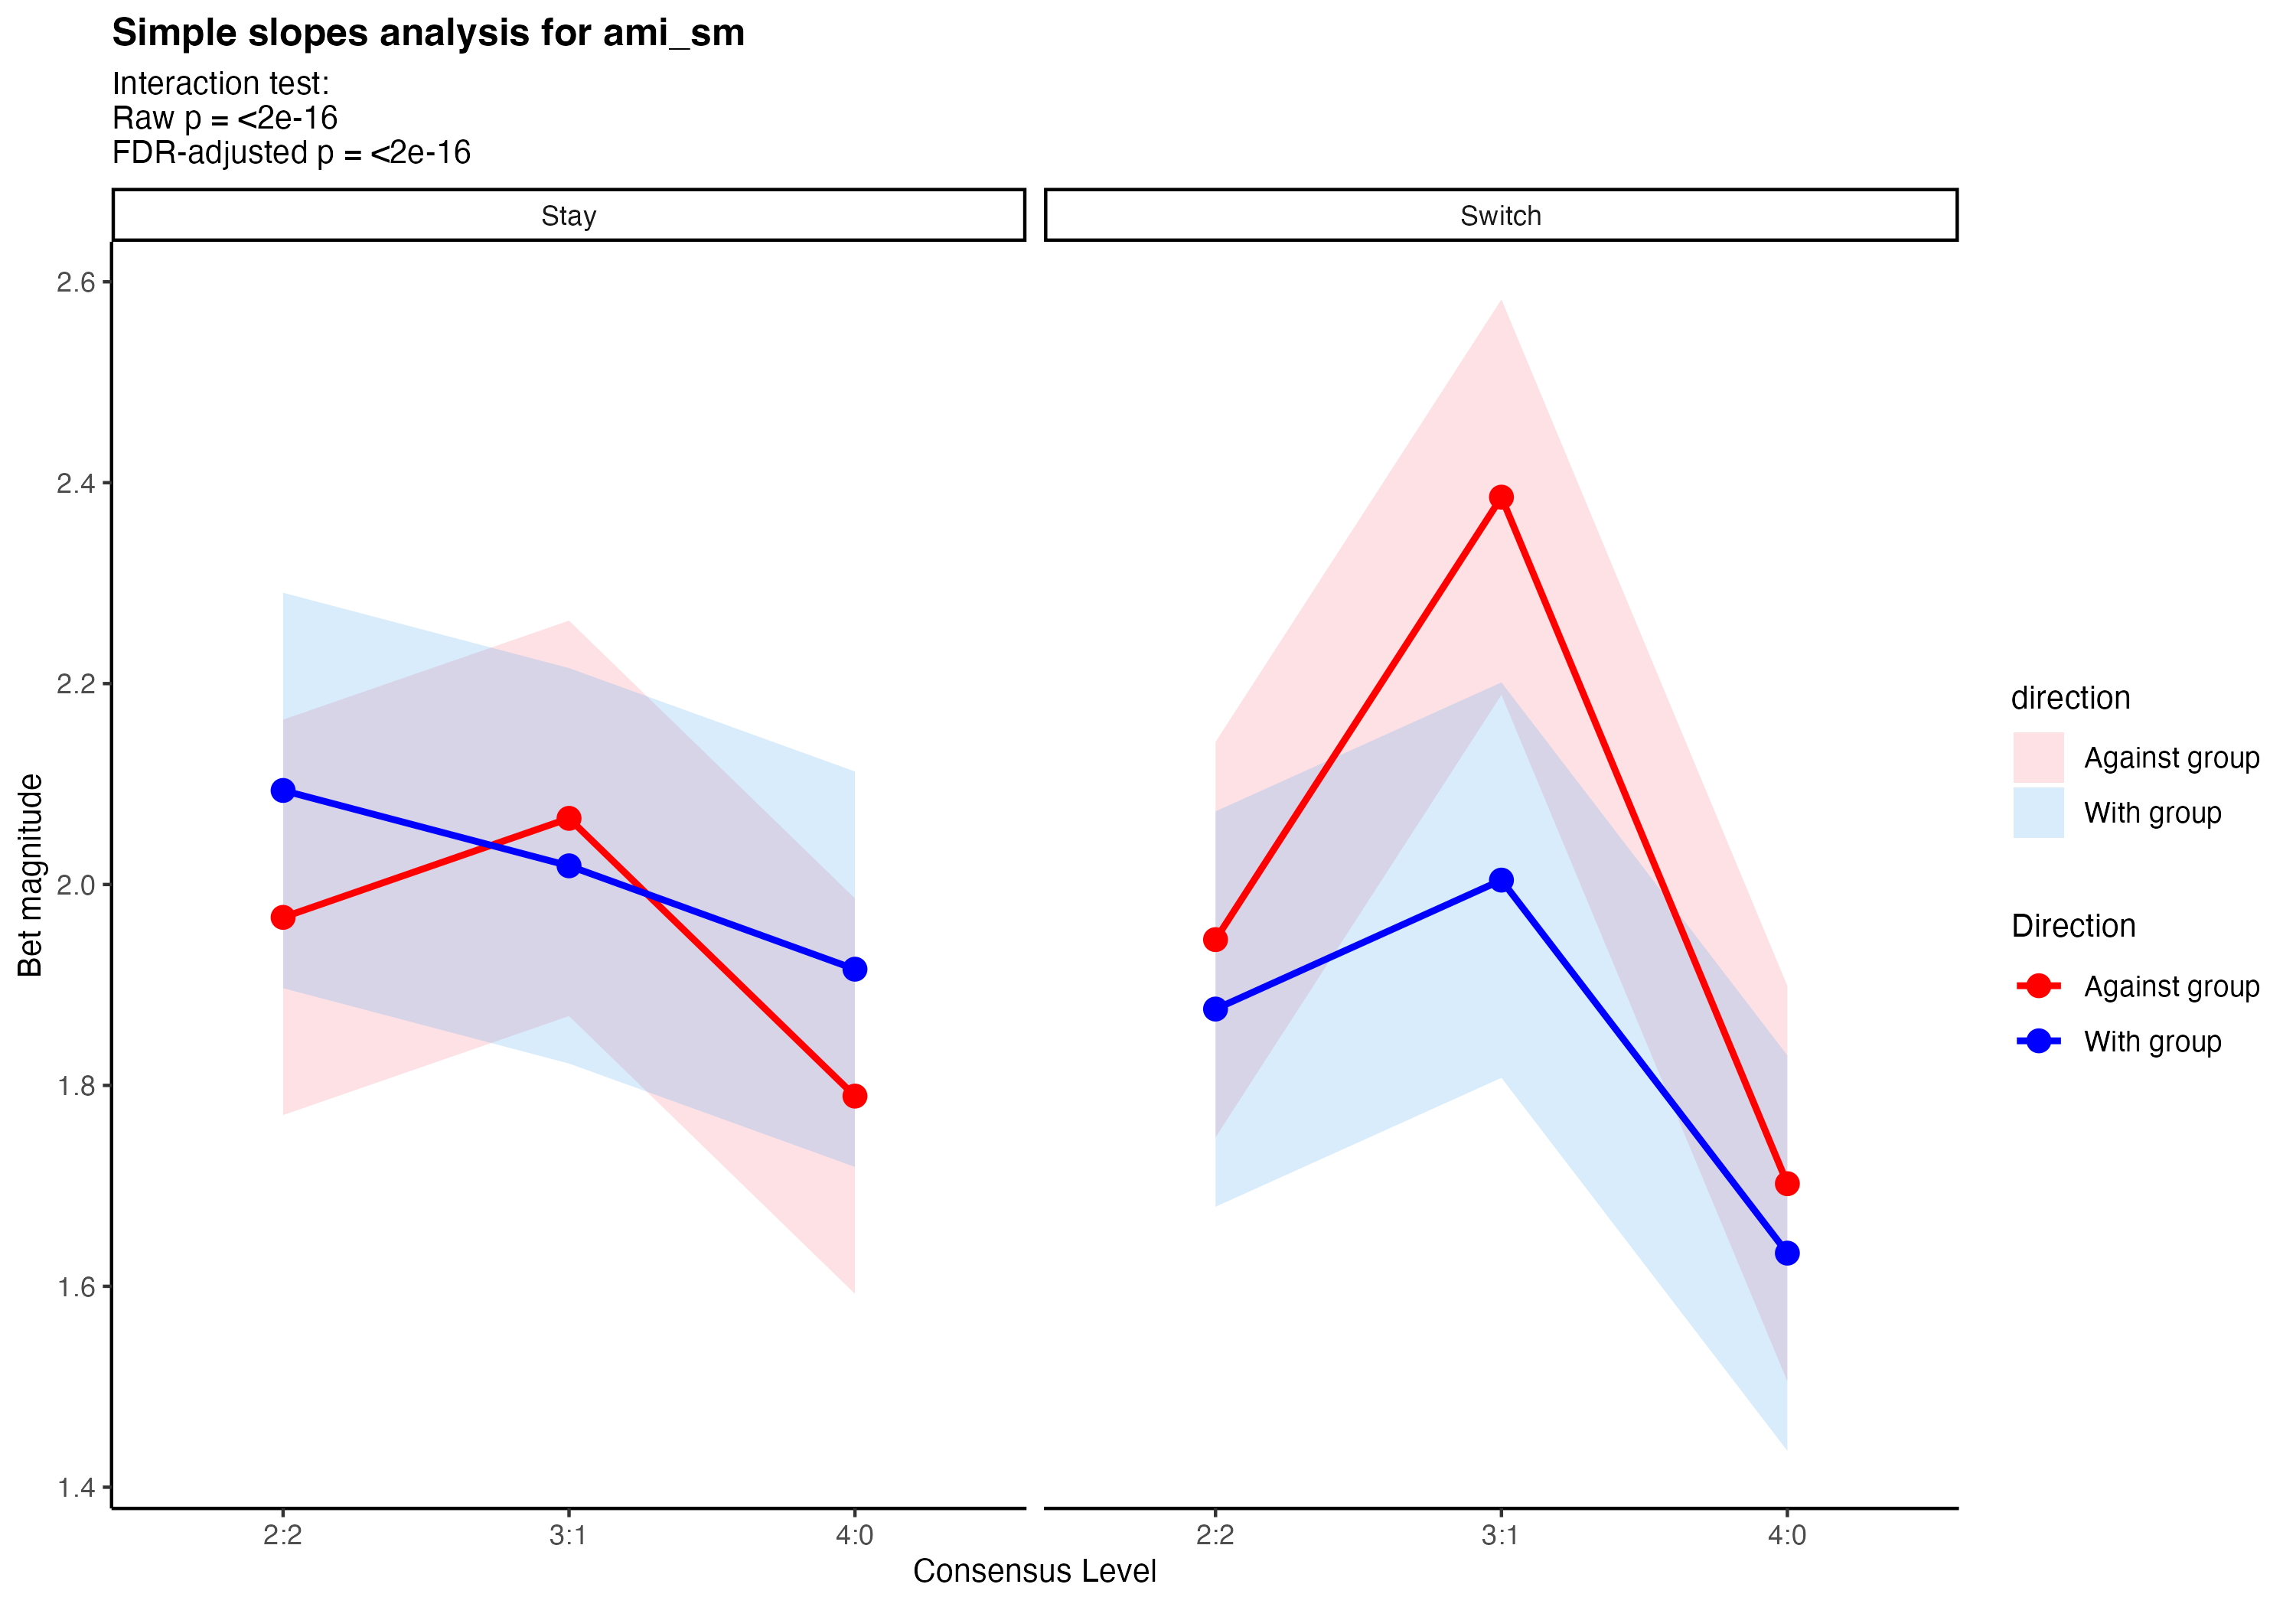 Simple slopes analysis for ami_sm
Interaction test:
Raw p = <2e-16
FDR-adjusted p = <2e-16
Stay
Switch
2.6
2.4
2.2
2.0
1.8
1.6
1.4
Bet magnitude
2:2
3:1
4:0
2:2
3:1
4:0
Consensus Level
direction
Against group
With group
Direction
Against group
With group